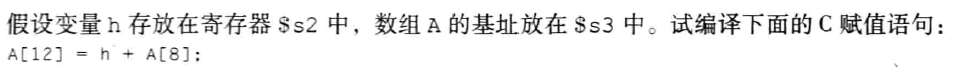 假设变量 h 存放在寄存器 $s2 中，数组 A 的基址放在 $s3 中。试编译下面的 C 赋值语句：
A[12] = h + A[8];